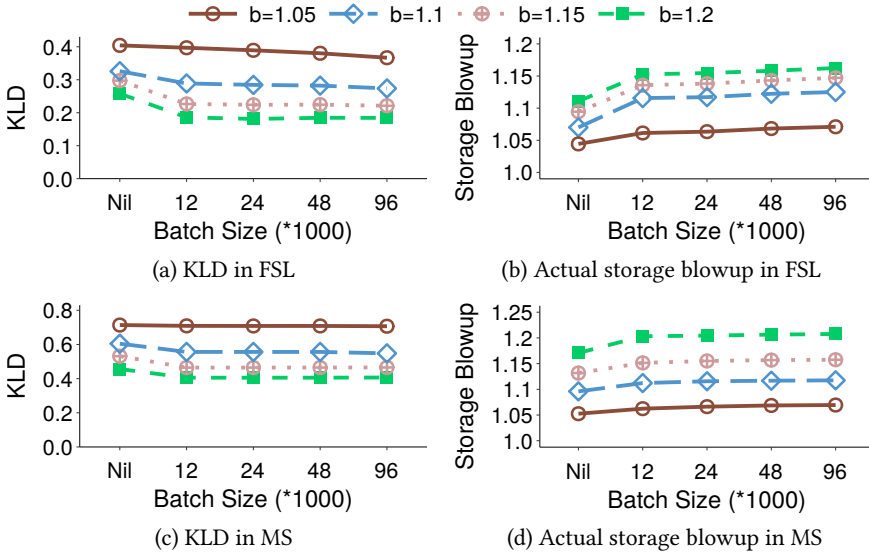 b=1.05 b=1.1 b=1.15 b=1.2
KLD
0.4
0.3
0.2
0.1
0.0
Nil 12 24 48 96
Batch Size (*1000)
(a) KLD in FSL
Storage Blowup
1.2
1.15
1.1
1.05
1.0
Nil 12 24 48 96
Batch Size (*1000)
(b) Actual storage blowup in FSL
KLD
0.8
0.6
0.4
0.2
0.0
Nil 12 24 48 96
Batch Size (*1000)
(c) KLD in MS
Storage Blowup
1.25
1.2
1.15
1.1
1.05
1.0
Nil 12 24 48 96
Batch Size (*1000)
(d) Actual storage blowup in MS